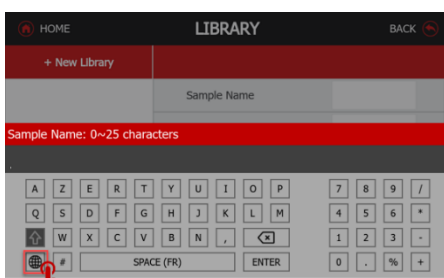 HOME LIBRARY BACK
+ New Library
Sample Name
Sample Name: 0~25 characters
A Z E R T Y U I O P 7 8 9 /
Q S D F G H J K L M 4 5 6 *
W X C V B N , 1 2 3 -
# SPACE (FR) ENTER 0 . % +